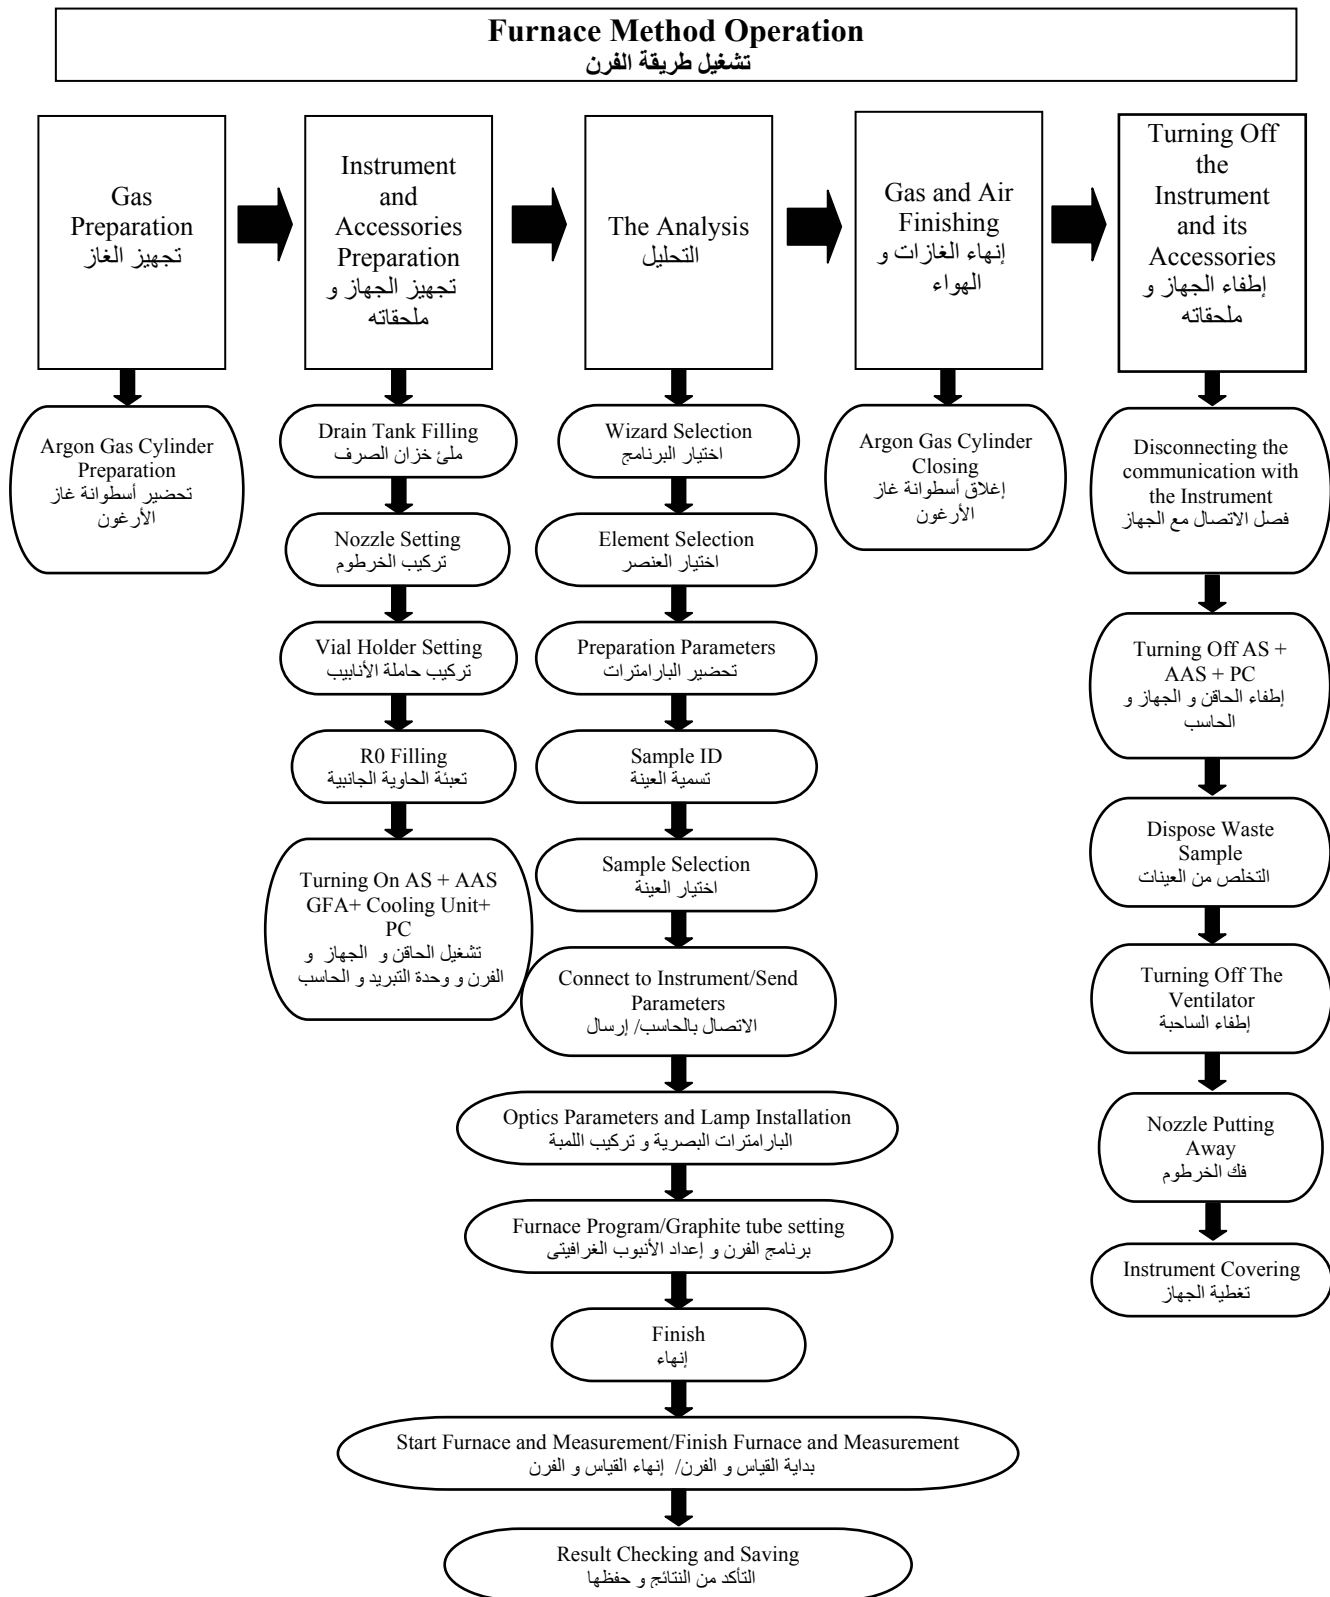 Furnace Method Operation
تشغيل طريقة الفرن
Gas
Preparation
تجهيز الغاز
Instrument
and
Accessories
Preparation
تجهيز الجهاز و
ملحقاته
The Analysis
التحليل
Gas and Air
Finishing
إنهاء الغازات و
الهواء
Turning Off
the
Instrument
and its
Accessories
إطفاء الجهاز و
ملحقاته
Argon Gas Cylinder
Preparation
تحضير أسطوانة غاز
الأرغون
Drain Tank Filling
ملئ خزان الصرف
Nozzle Setting
تركيب الخرطوم
Vial Holder Setting
تركيب حاملة الأنابيب
R0 Filling
تعبئة الحاوية الجانبية
Turning On AS + AAS
GFA+ Cooling Unit+
PC
تشغيل الحاقن و الجهاز و
الفرن و وحدة التبريد و الحاسب
Wizard Selection
اختيار البرنامج
Element Selection
اختيار العنصر
Preparation Parameters
تحضير البارامترات
Sample ID
تسمية العينة
Sample Selection
اختيار العينة
Connect to Instrument/Send
Parameters
الاتصال بالحاسب/ إرسال
Optics Parameters and Lamp Installation
البارامترات البصرية و تركيب اللمبة
Furnace Program/Graphite tube setting
برنامج الفرن و إعداد الأنبوب الغرافيتي
Finish
إنهاء
Start Furnace and Measurement/Finish Furnace and Measurement
بداية القياس و الفرن/ إنهاء القياس و الفرن
Result Checking and Saving
التأكد من النتائج و حفظها
Argon Gas Cylinder
Closing
إغلاق أسطوانة غاز
الأرغون
Disconnecting the
communication with
the Instrument
فصل الاتصال مع الجهاز
Turning Off AS +
AAS + PC
إطفاء الحاقن و الجهاز و
الحاسب
Dispose Waste
Sample
التخلص من العينات
Turning Off The
Ventilator
إطفاء الساحبة
Nozzle Putting
Away
فك الخرطوم
Instrument Covering
تغطية الجهاز